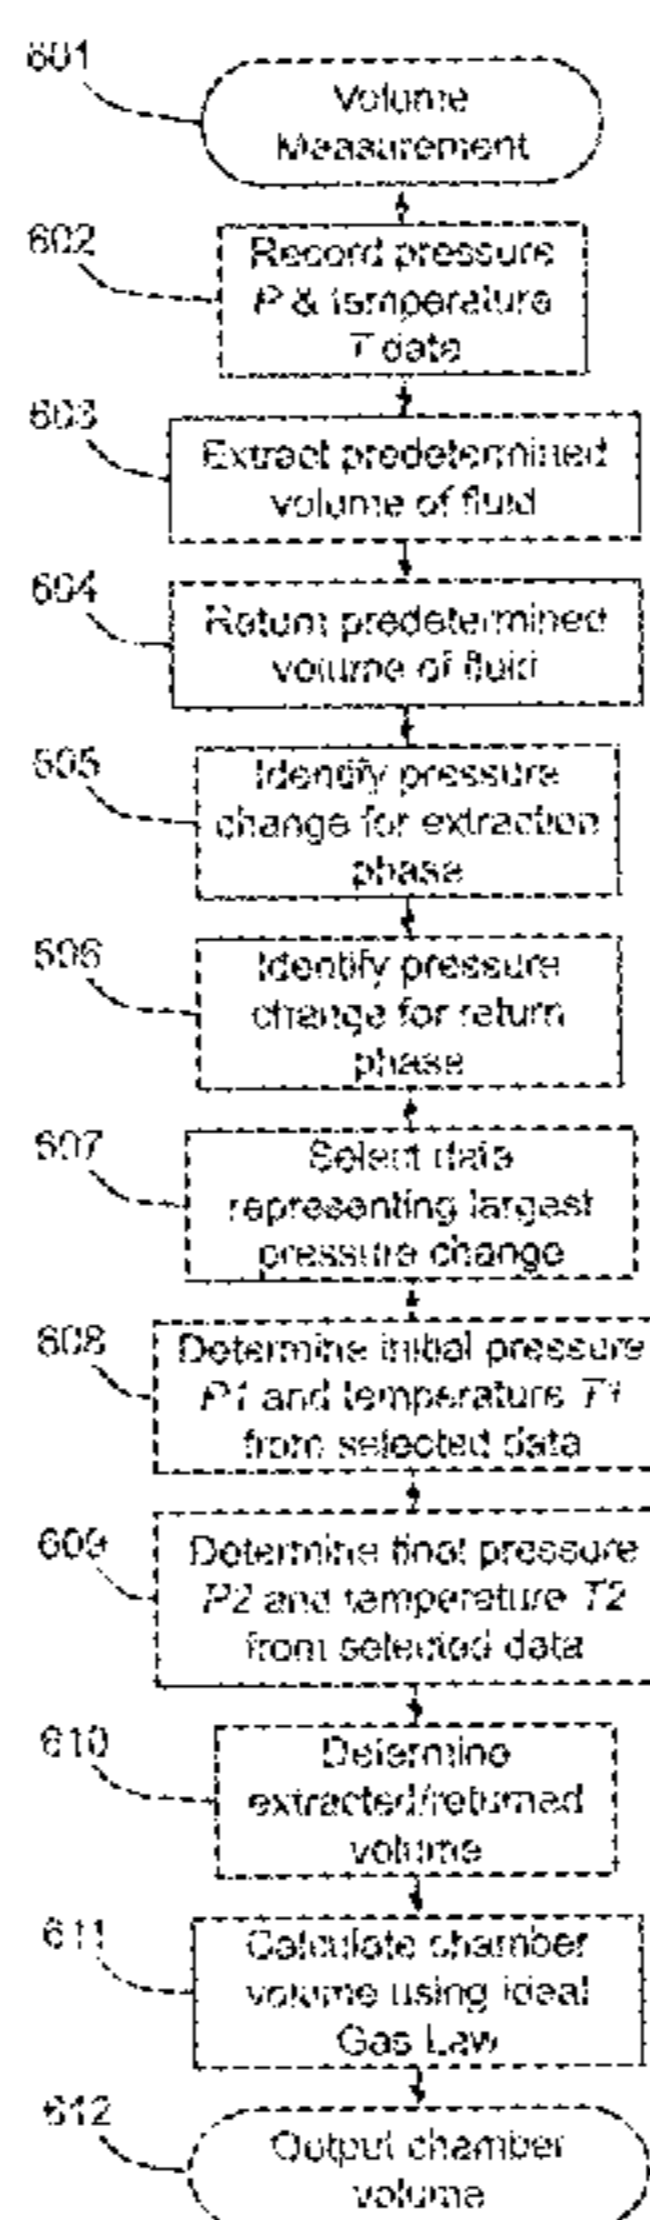 601
Volume
Measurement
602
Record pressure
P & temperature
T data
603
Extract predetermined
volume of fluid
604
Return predetermined
volume of fluid
605
Identify pressure
change for extraction
phase
606
Identify pressure
change for return
phase
607
Select data
representing largest
pressure change
608
Determine initial pressure
P1 and temperature T1
from selected data
609
Determine final pressure
P2 and temperature T2
from selected data
610
Determine
extracted/returned
volume
611
Calculate chamber
volume using ideal
Gas Law
612
Output chamber
volume